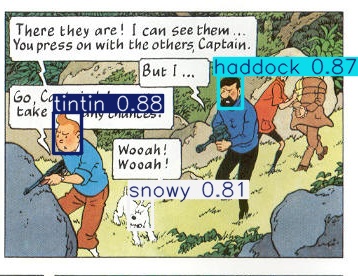 There they are! I can see them...
You press on with the others, Captain.
But I...
haddock 0.87
Go,
tintin 0.88
take any chances!
Wooah!
Wooah!
snowy 0.81